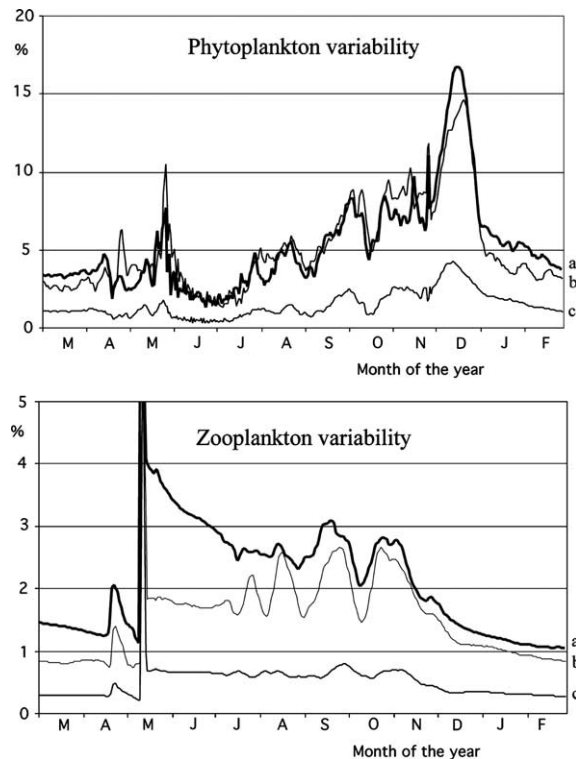 20
%
Phytoplankton variability
15
10
5
a
b
c
0
M A M J J A S O N D J F
Month of the year
5
%
Zooplankton variability
4
3
2
1
a
b
c
0
M A M J J A S O N D J F
Month of the year